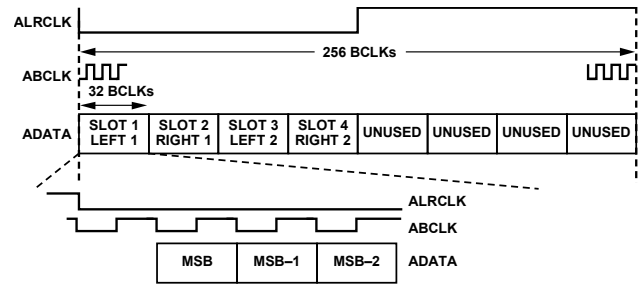 ALRCLK
256 BCLKs
ABCLK
32 BCLKs
ADATA
SLOT 1
LEFT 1
SLOT 2
RIGHT 1
SLOT 3
LEFT 2
SLOT 4
RIGHT 2
UNUSED
UNUSED
UNUSED
UNUSED
ALRCLK
ABCLK
MSB
MSB–1
MSB–2
ADATA